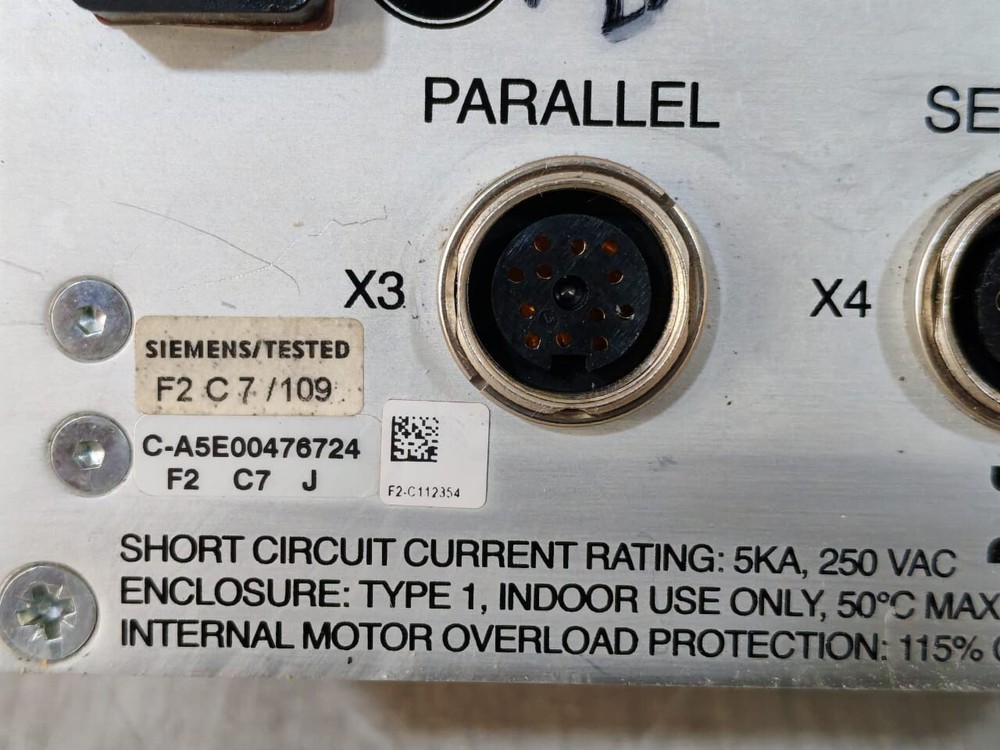 PARALLEL
SE
X3
X4
SIEMENS/TESTED
F2 C 7 /109
C-A5E00476724
F2 C7 J
F2-C112354
SHORT CIRCUIT CURRENT RATING: 5KA, 250 VAC
ENCLOSURE: TYPE 1, INDOOR USE ONLY, 50°C MAX
INTERNAL MOTOR OVERLOAD PROTECTION: 115%